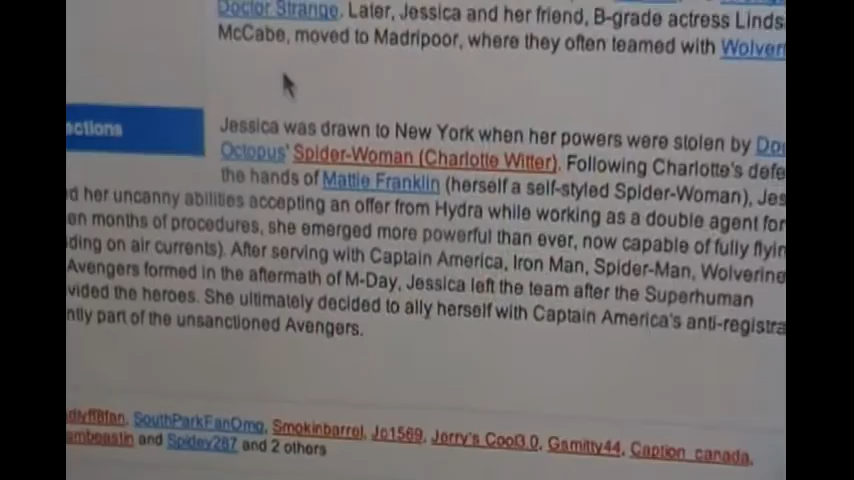 Doctor Strange. Later, Jessica and her friend, B-grade actress Linds
McCabe, moved to Madripoor, where they often teamed with Wolver
ections
Jessica was drawn to New York when her powers were stolen by Do
Octopus' Spider-Woman (Charlotte Witter). Following Charlotte's defe
the hands of Mattie Franklin (herself a self-styled Spider-Woman), Jes
d her uncanny abilities accepting an offer from Hydra while working as a double agent for
en months of procedures, she emerged more powerful than ever, now capable of fully flyin
ding on air currents). After serving with Captain America, Iron Man, Spider-Man, Wolverine
Avengers formed in the aftermath of M-Day, Jessica left the team after the Superhuman
vided the heroes. She ultimately decided to ally herself with Captain America's anti-registra
ntly part of the unsanctioned Avengers.
SouthParkFanOmg, Smokinbarrel, Jo1569, Jerry's Cool3.0, Gamitty44, Caption_canada,
and Spidey287 and 2 others